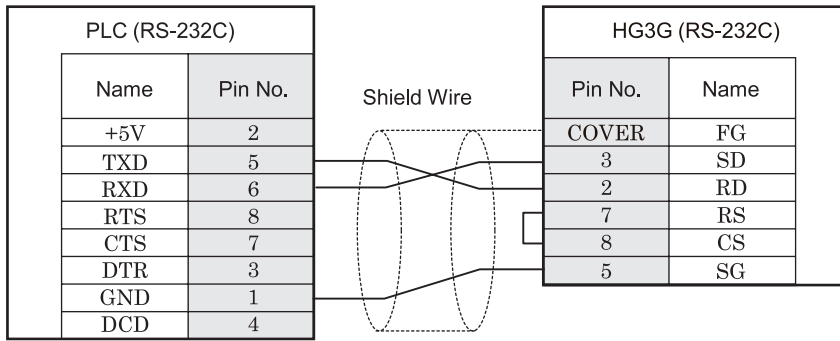 PLC (RS-232C) HG3G (RS-232C)
Name Pin No. Shield Wire Pin No. Name
+5V 2 COVER FG
TXD 5 3 SD
RXD 6 2 RD
RTS 8 7 RS
CTS 7 8 CS
DTR 3 5 SG
GND 1
DCD 4